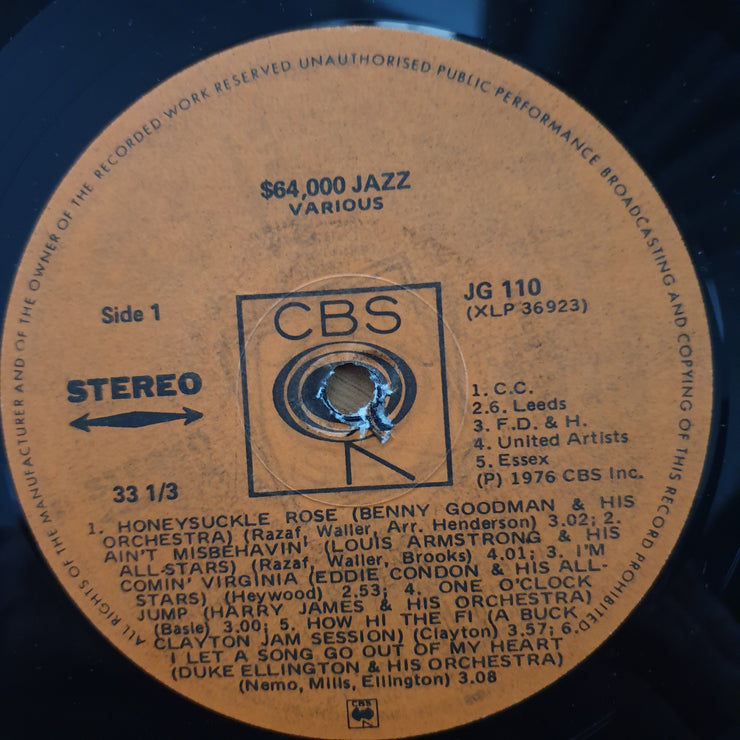 ALL RIGHTS OF THE MANUFACTURER AND OF THE OWNER OF THE RECORDED WORK RESERVED UNAUTHORISED PUBLIC PERFORMANCE BROADCASTING AND COPYING OF THIS RECORD PROHIBITED
$64,000 JAZZ
VARIOUS
Side 1
STEREO
33 1/3
CBS
JG 110
(XLP 36923)
1. C.C.
2.6. Leeds
3. F.D. & H.
4. United Artists
5. Essex
(P) 1976 CBS Inc.
1. HONEYSUCKLE ROSE (BENNY GOODMAN & HIS
ORCHESTRA) (Razaf, Waller, Arr. Henderson) 3.02; 2.
AIN'T MISBEHAVIN' (LOUIS ARMSTRONG & HIS
ALL-STARS) (Razaf, Waller, Brooks) 4.01; 3. I'M
COMIN' VIRGINIA (EDDIE CONDON & HIS ALL-
STARS) (Heywood) 2.53; 4. ONE O'CLOCK
JUMP (HARRY JAMES & HIS ORCHESTRA)
(Basie) 3.00; 5. HOW HI THE FI (A BUCK
CLAYTON JAM SESSION) (Clayton) 3.57; 6.
I LET A SONG GO OUT OF MY HEART
(DUKE ELLINGTON & HIS ORCHESTRA)
(Nemo, Mills, Ellington) 3.08
CBS